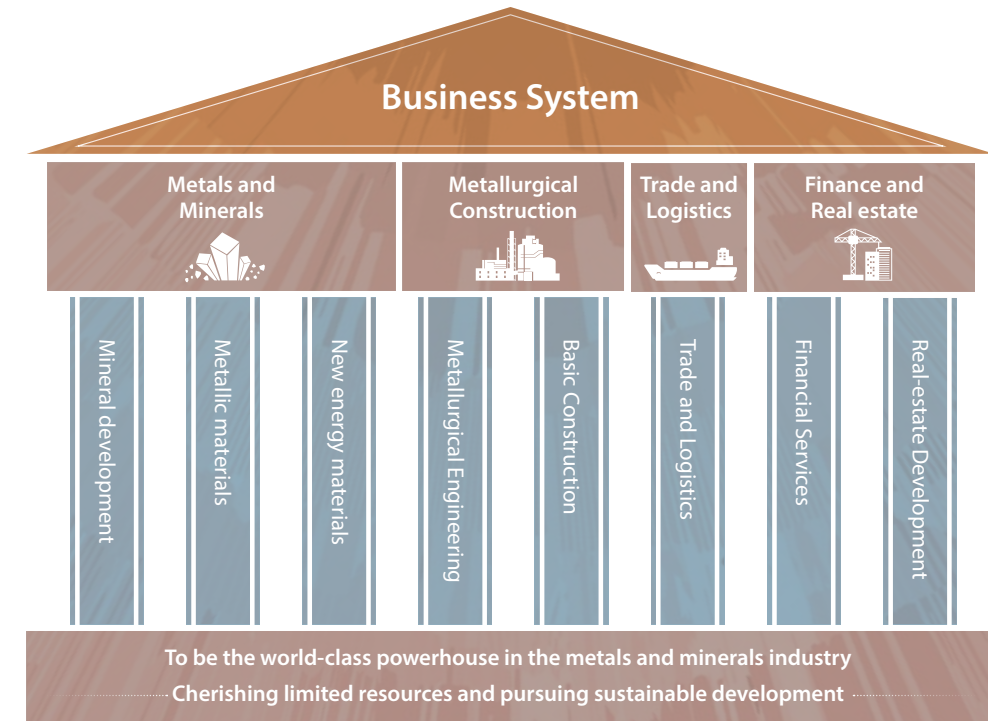 Business System
Metals and
Minerals
Metallurgical
Construction
Trade and
Logistics
Finance and
Real estate
Mineral development
Metallic materials
New energy materials
Metallurgical Engineering
Basic Construction
Trade and Logistics
Financial Services
Real-estate Development
To be the world-class powerhouse in the metals and minerals industry
Cherishing limited resources and pursuing sustainable development